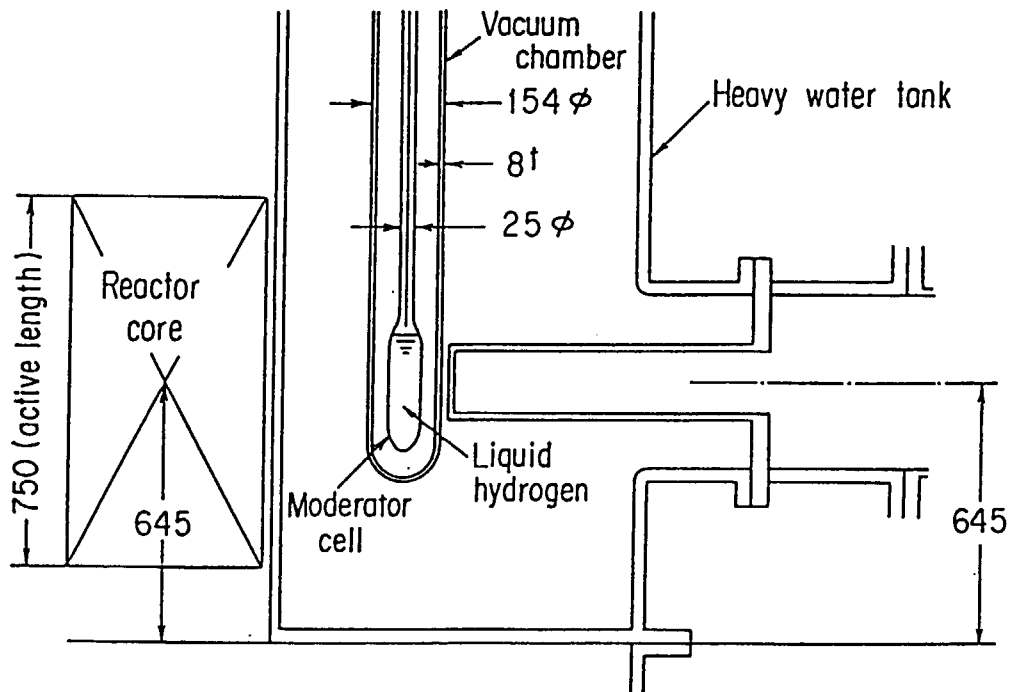 Vacuum
chamber
154 φ
Heavy water tank
8t
25 φ
750 (active length)
Reactor
core
Liquid
hydrogen
Moderator
cell
645
645